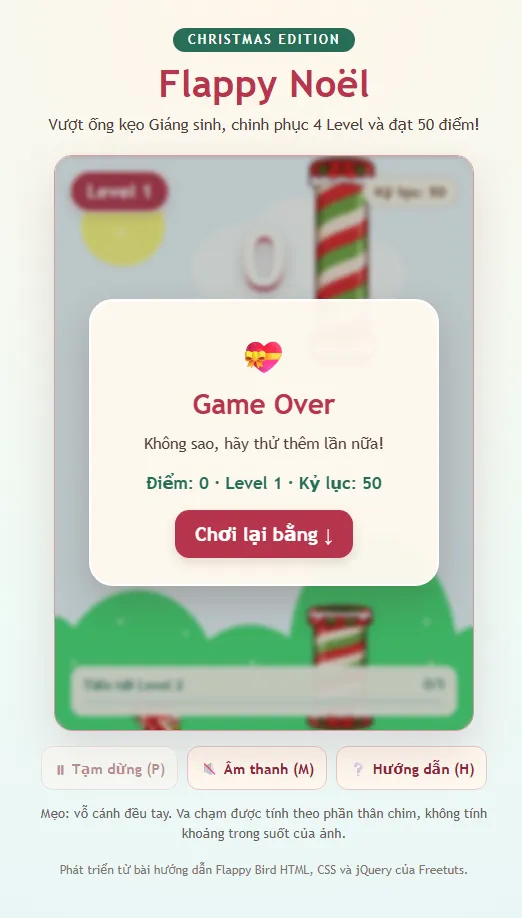 CHRISTMAS EDITION
Flappy Noël
Vượt ống kẹo Giáng sinh, chinh phục 4 Level và đạt 50 điểm!
Level 1
Kỷ lục: 50
0
Game Over
Không sao, hãy thử thêm lần nữa!
Điểm: 0 · Level 1 · Kỷ lục: 50
Chơi lại bằng ↓
Tiến tới Level 2
0/5
Tạm dừng (P)
Âm thanh (M)
Hướng dẫn (H)
Mẹo: vỗ cánh đều tay. Va chạm được tính theo phần thân chim, không tính
khoảng trong suốt của ảnh.
Phát triển từ bài hướng dẫn Flappy Bird HTML, CSS và jQuery của Freetuts.